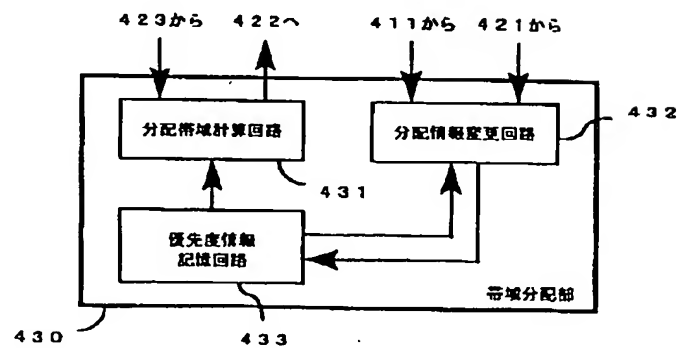 423から 422へ 411から 421から
432
分配帯域計算回路 分配情報変更回路
431
優先度情報
記憶回路
帯域分配部
430 433